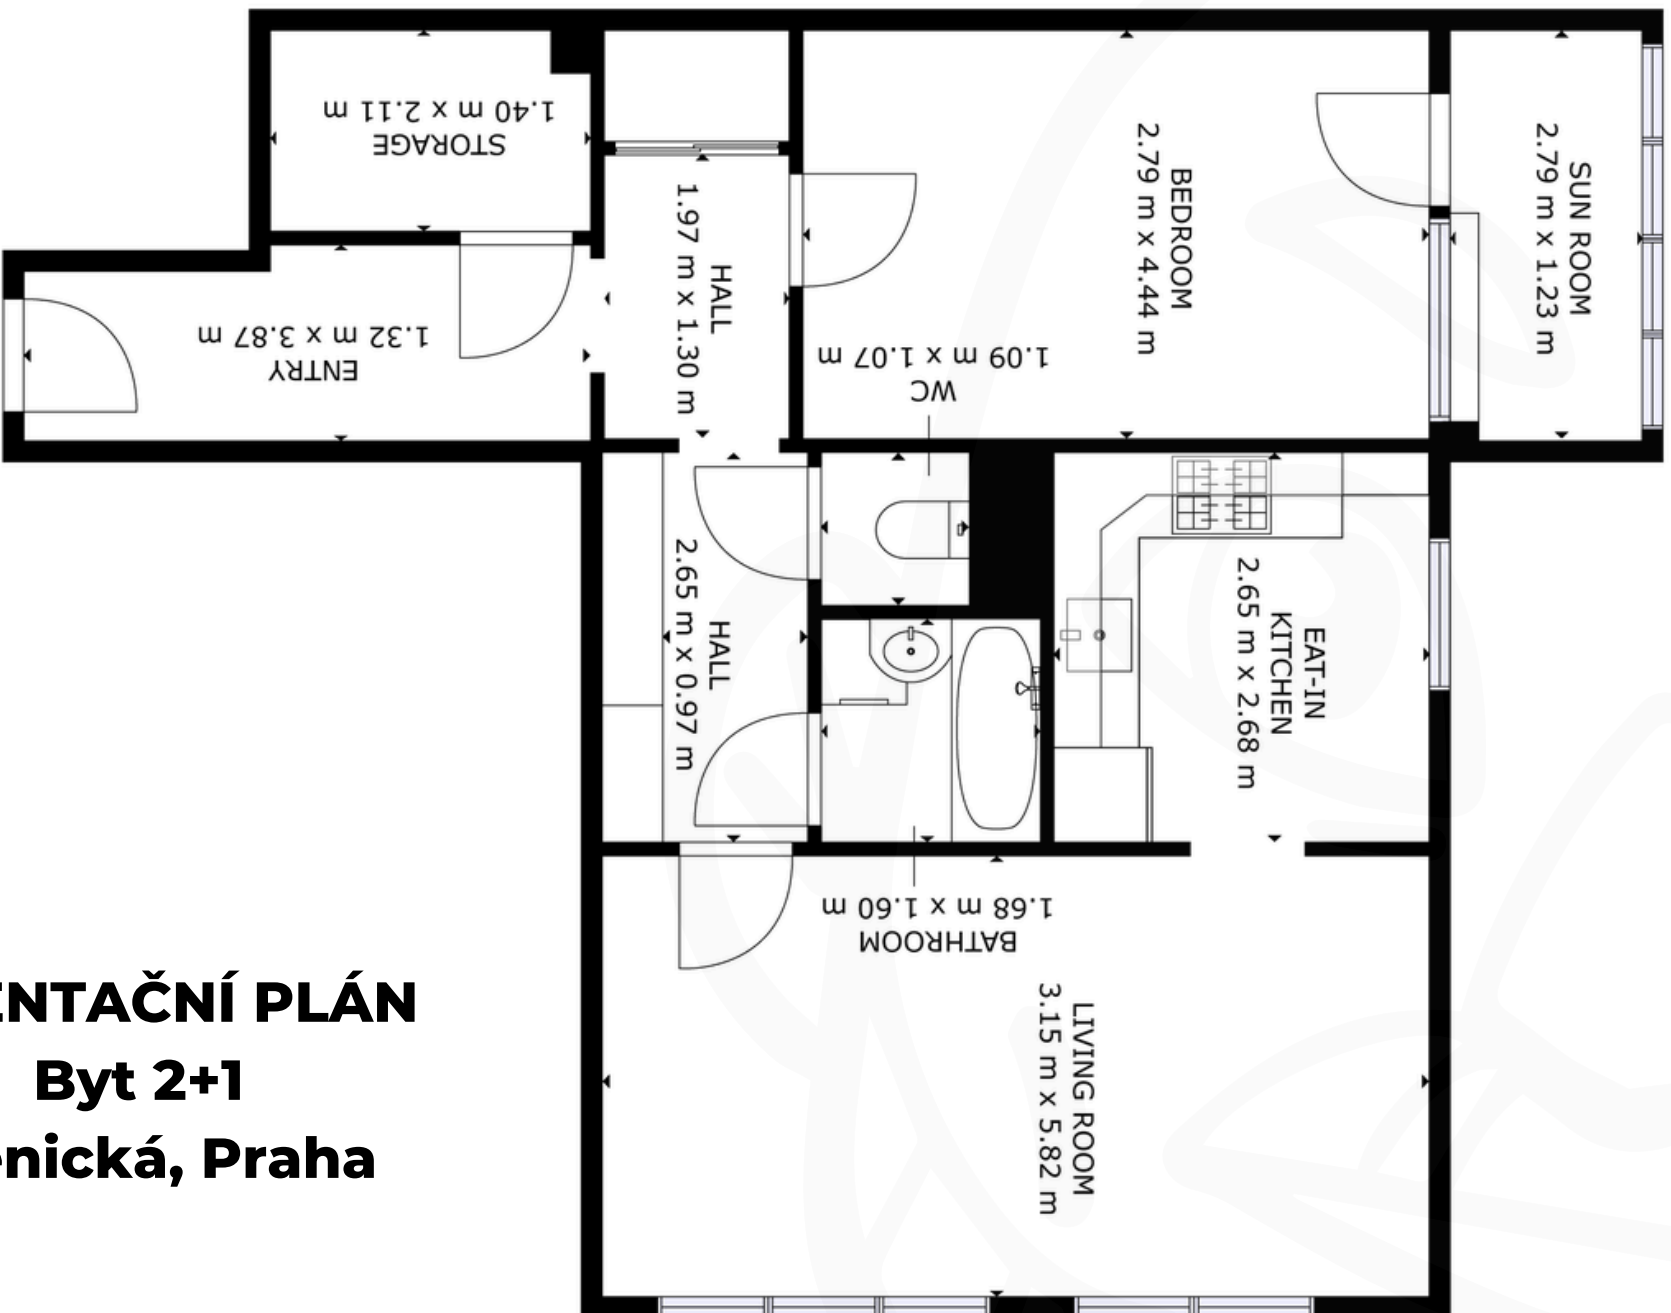 STORAGE
1.40 m x 2.11 m
HALL
1.97 m x 1.30 m
BEDROOM
2.79 m x 4.44 m
SUN ROOM
2.79 m x 1.23 m
ENTRY
1.32 m x 3.87 m
WC
1.09 m x 1.07 m
HALL
2.65 m x 0.97 m
EAT-IN
KITCHEN
2.65 m x 2.68 m
BATHROOM
1.68 m x 1.60 m
LIVING ROOM
3.15 m x 5.82 m
PLÁN
Byt 2+1
Praha